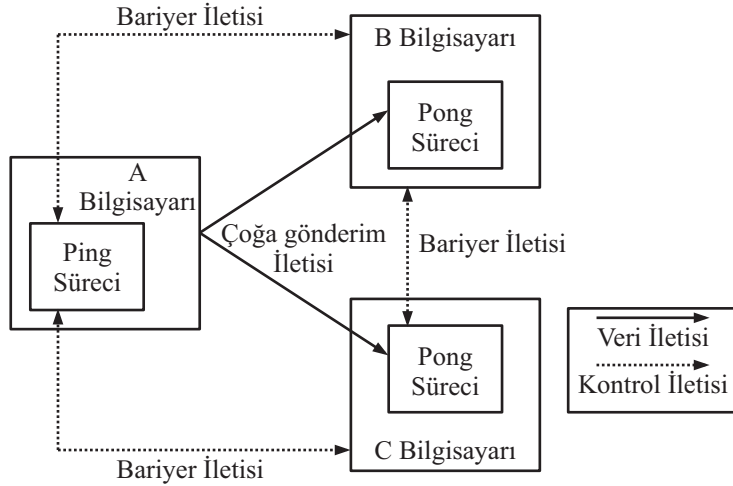 Bariyer İletisi
B Bilgisayarı
Pong
Süreci
A
Bilgisayarı
Ping
Süreci
Çoğa gönderim
İletisi
Bariyer İletisi
Pong
Süreci
C Bilgisayarı
Bariyer İletisi
Veri İletisi
Kontrol İletisi